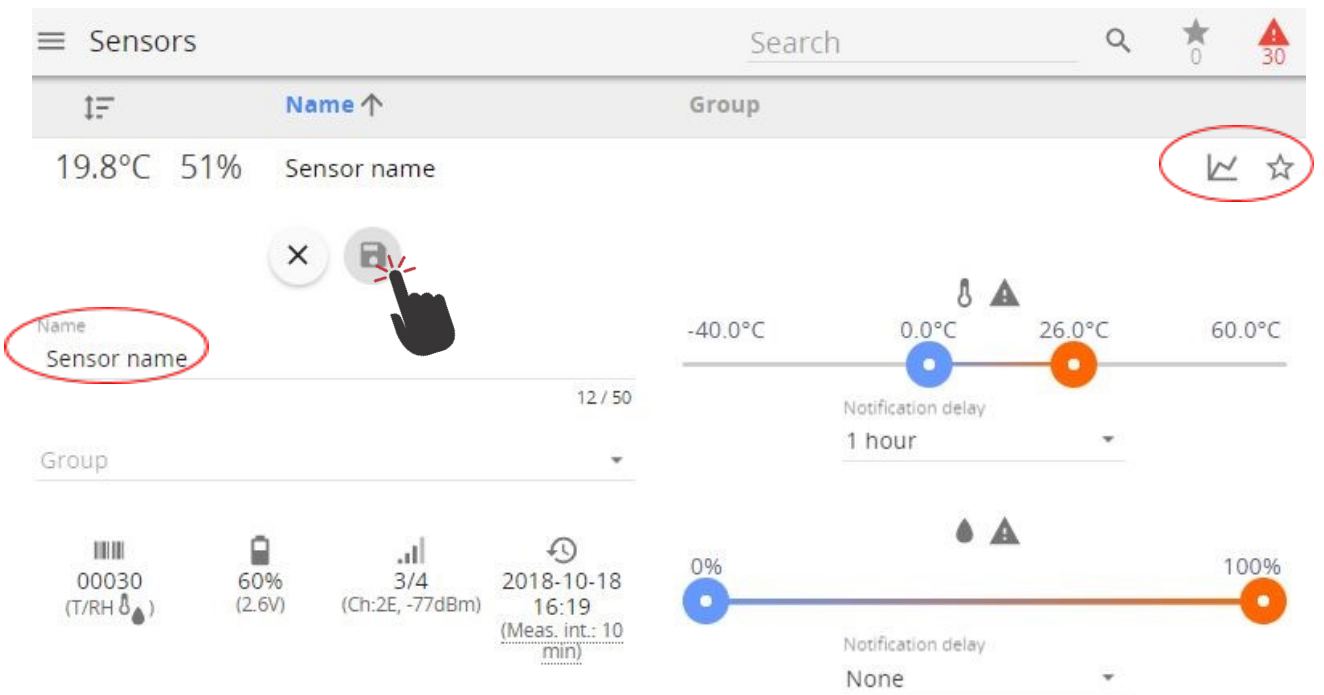 Sensors
Search
0
30
Name
Group
19.8°C 51% Sensor name
Name
Sensor name
12 / 50
Group
00030
(T/RH )
60%
(2.6V)
3/4
(Ch:2E, -77dBm)
2018-10-18
16:19
(Meas. int.: 10
min)
-40.0°C 0.0°C 26.0°C 60.0°C
Notification delay
1 hour
0% 100%
Notification delay
None